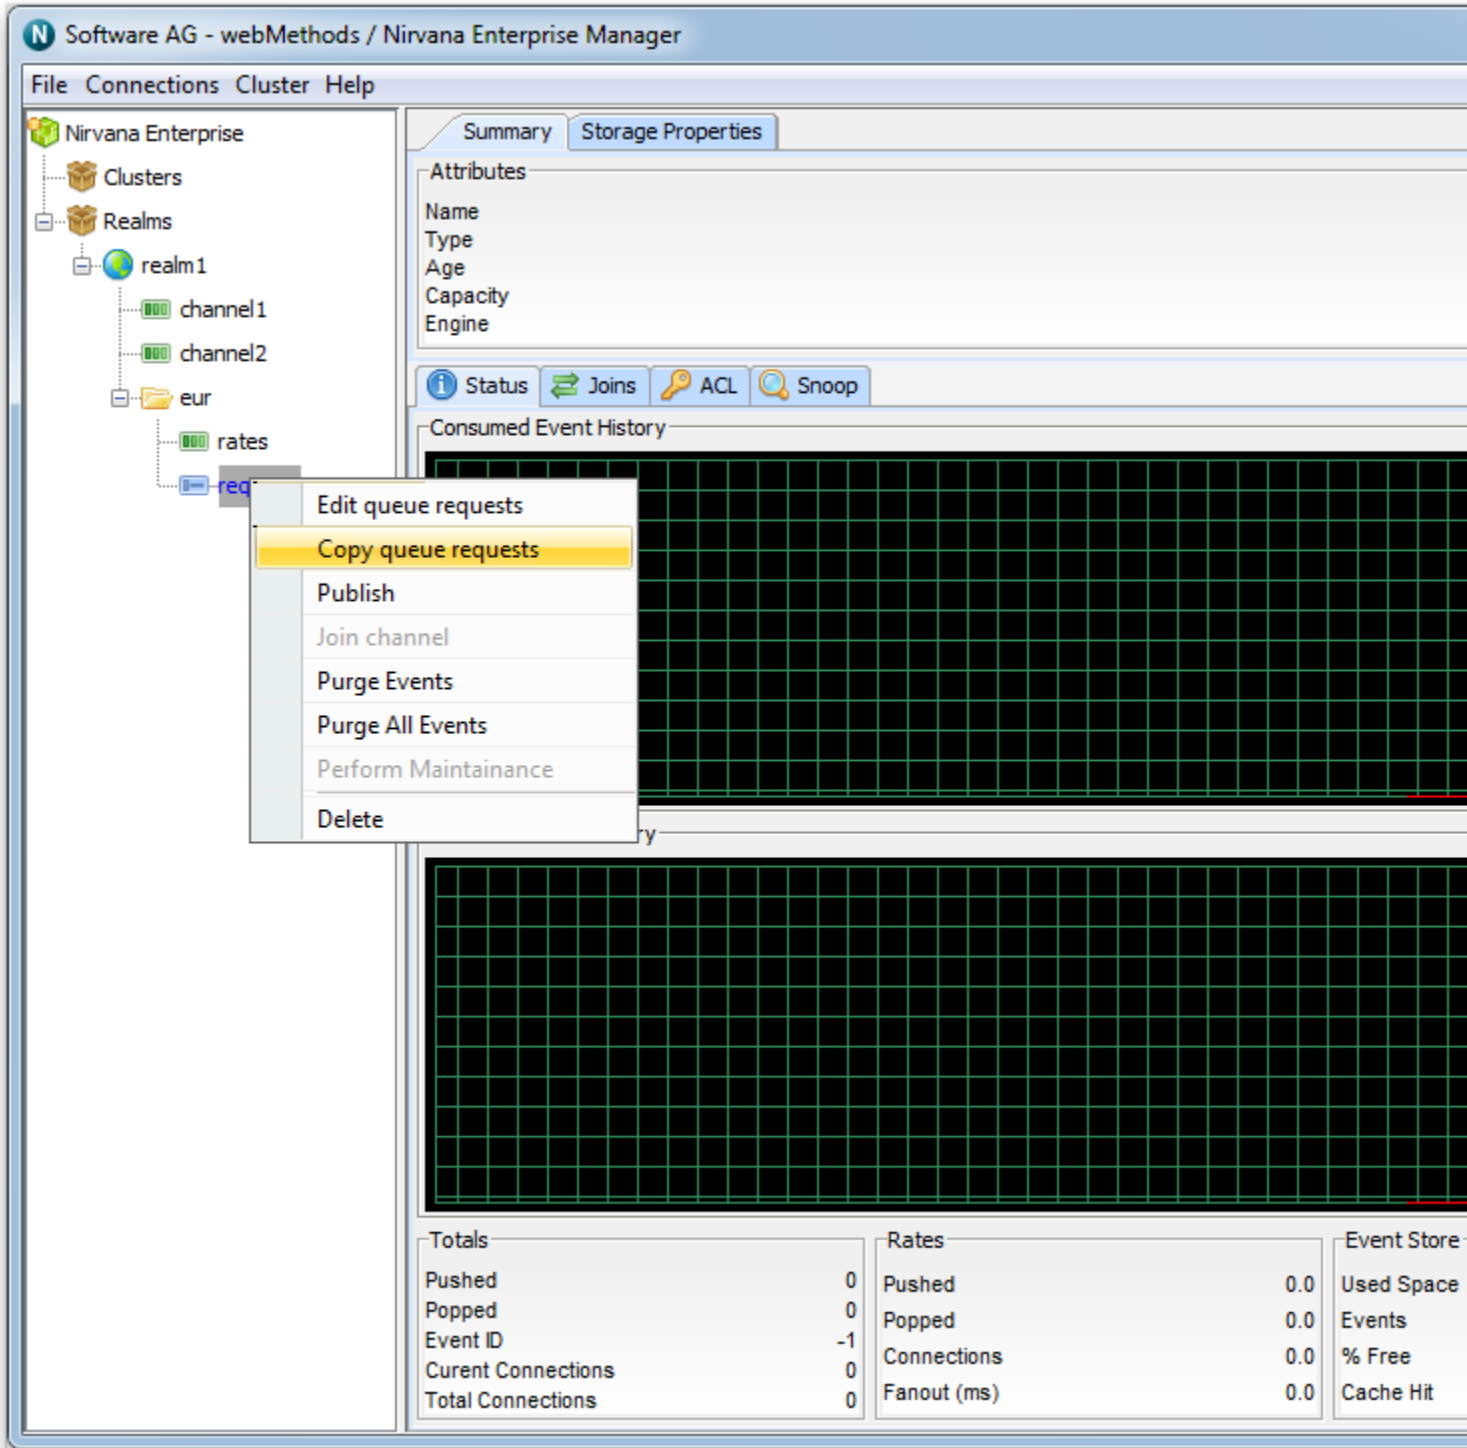 N Software AG - webMethods / Nirvana Enterprise Manager
File Connections Cluster Help
Nirvana Enterprise
Clusters
Realms
realm1
channel1
channel2
eur
rates
req
Edit queue requests
Copy queue requests
Publish
Join channel
Purge Events
Purge All Events
Perform Maintainance
Delete
Summary Storage Properties
Attributes
Name
Type
Age
Capacity
Engine
Status Joins ACL Snoop
Consumed Event History
ry
Totals
Pushed 0
Popped 0
Event ID -1
Curent Connections 0
Total Connections 0
Rates
Pushed 0.0
Popped 0.0
Connections 0.0
Fanout (ms) 0.0
Event Store
Used Space
Events
% Free
Cache Hit